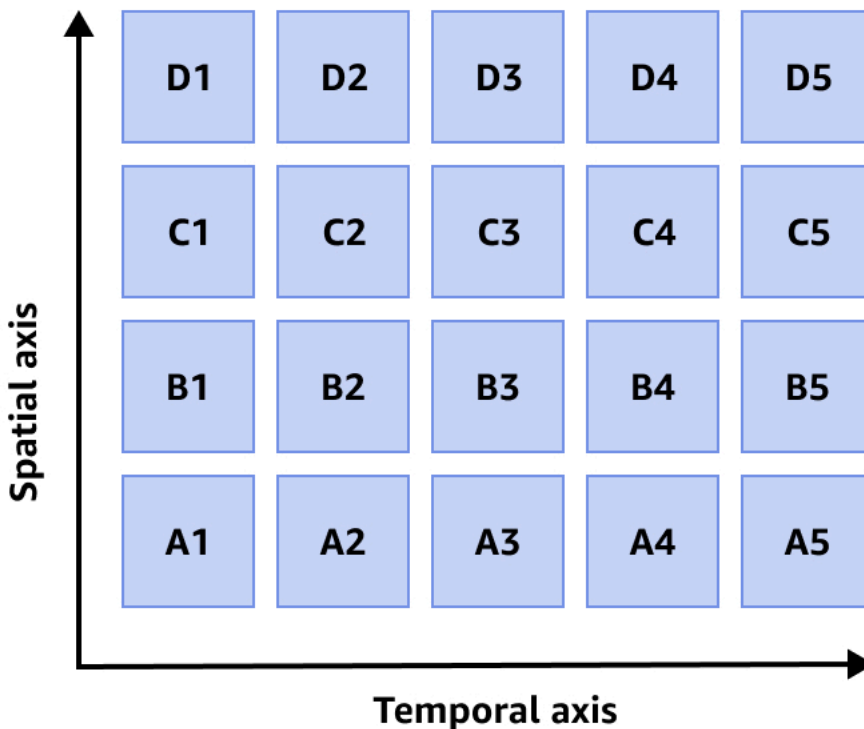 D1 D2 D3 D4 D5
C1 C2 C3 C4 C5
B1 B2 B3 B4 B5
A1 A2 A3 A4 A5
Spatial axis
Temporal axis